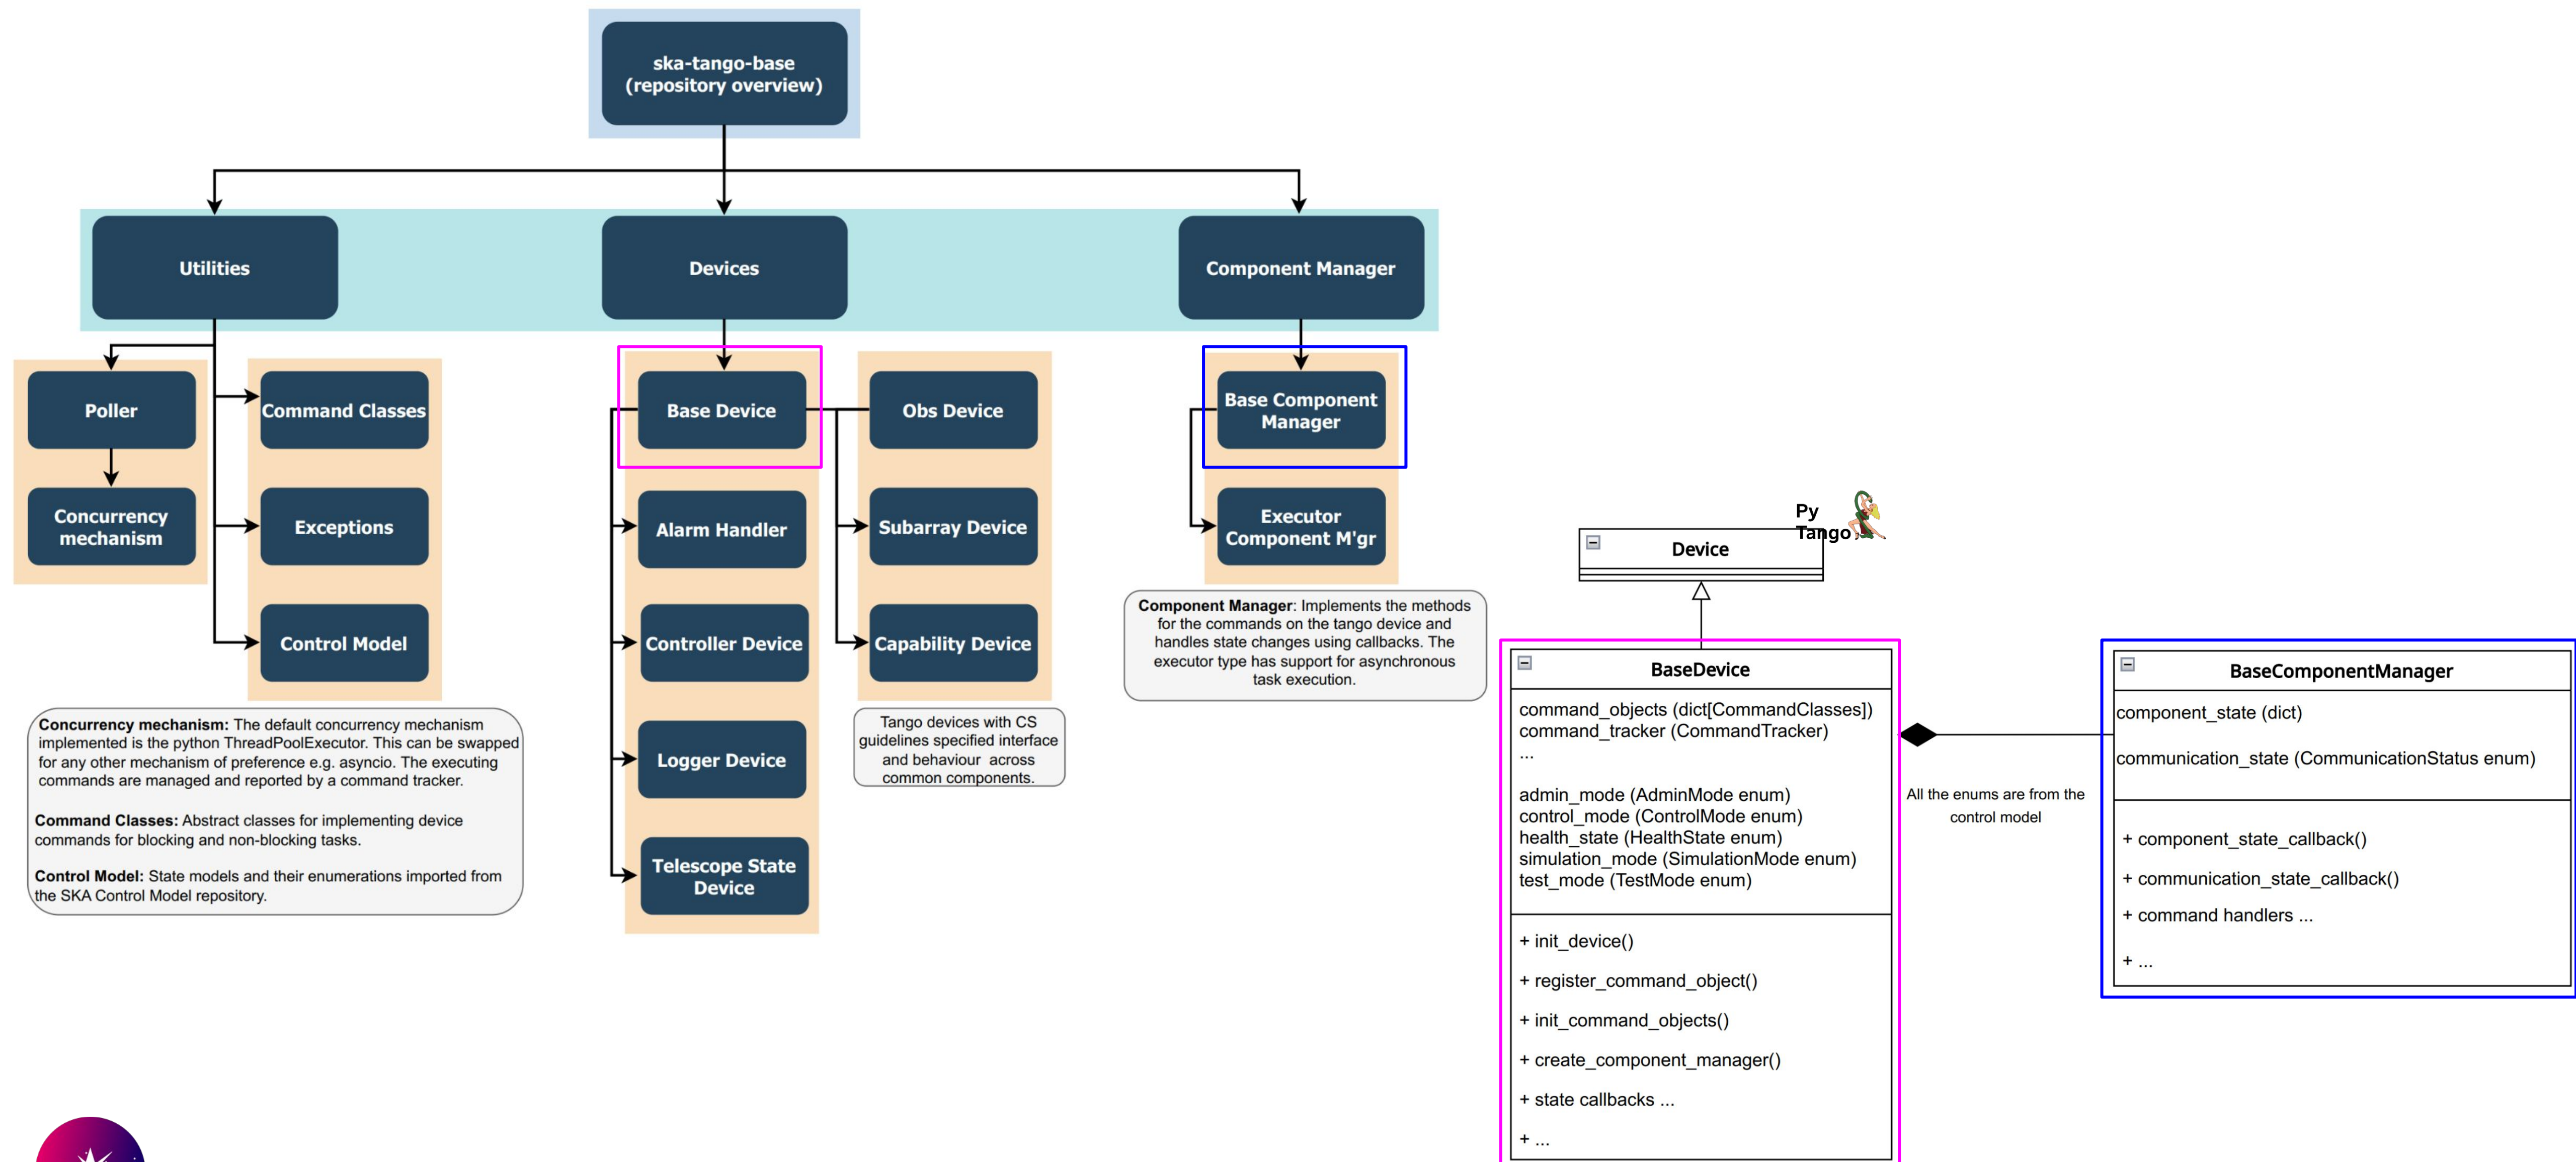 ska-tango-base
(repository overview)
Utilities
Devices
Component Manager
Poller
Concurrency
mechanism
Command Classes
Exceptions
Control Model
Base Device
Alarm Handler
Controller Device
Logger Device
Telescope State
Device
Obs Device
Subarray Device
Capability Device
Base Component
Manager
Executor
Component M'gr
Concurrency mechanism: The default concurrency mechanism
implemented is the python ThreadPoolExecutor. This can be swapped
for any other mechanism of preference e.g. asyncio. The executing
commands are managed and reported by a command tracker.
Command Classes: Abstract classes for implementing device
commands for blocking and non-blocking tasks.
Control Model: State models and their enumerations imported from
the SKA Control Model repository.
Tango devices with CS
guidelines specified interface
and behaviour across
common components.
Component Manager: Implements the methods
for the commands on the tango device and
handles state changes using callbacks. The
executor type has support for asynchronous
task execution.
Py
Tango
Device
BaseDevice
command_objects (dict[CommandClasses])
command_tracker (CommandTracker)
...
admin_mode (AdminMode enum)
control_mode (ControlMode enum)
health_state (HealthState enum)
simulation_mode (SimulationMode enum)
test_mode (TestMode enum)
+ init_device()
+ register_command_object()
+ init_command_objects()
+ create_component_manager()
+ state callbacks ...
+ ...
All the enums are from the
control model
BaseComponentManager
component_state (dict)
communication_state (CommunicationStatus enum)
+ component_state_callback()
+ communication_state_callback()
+ command handlers ...
+ ...